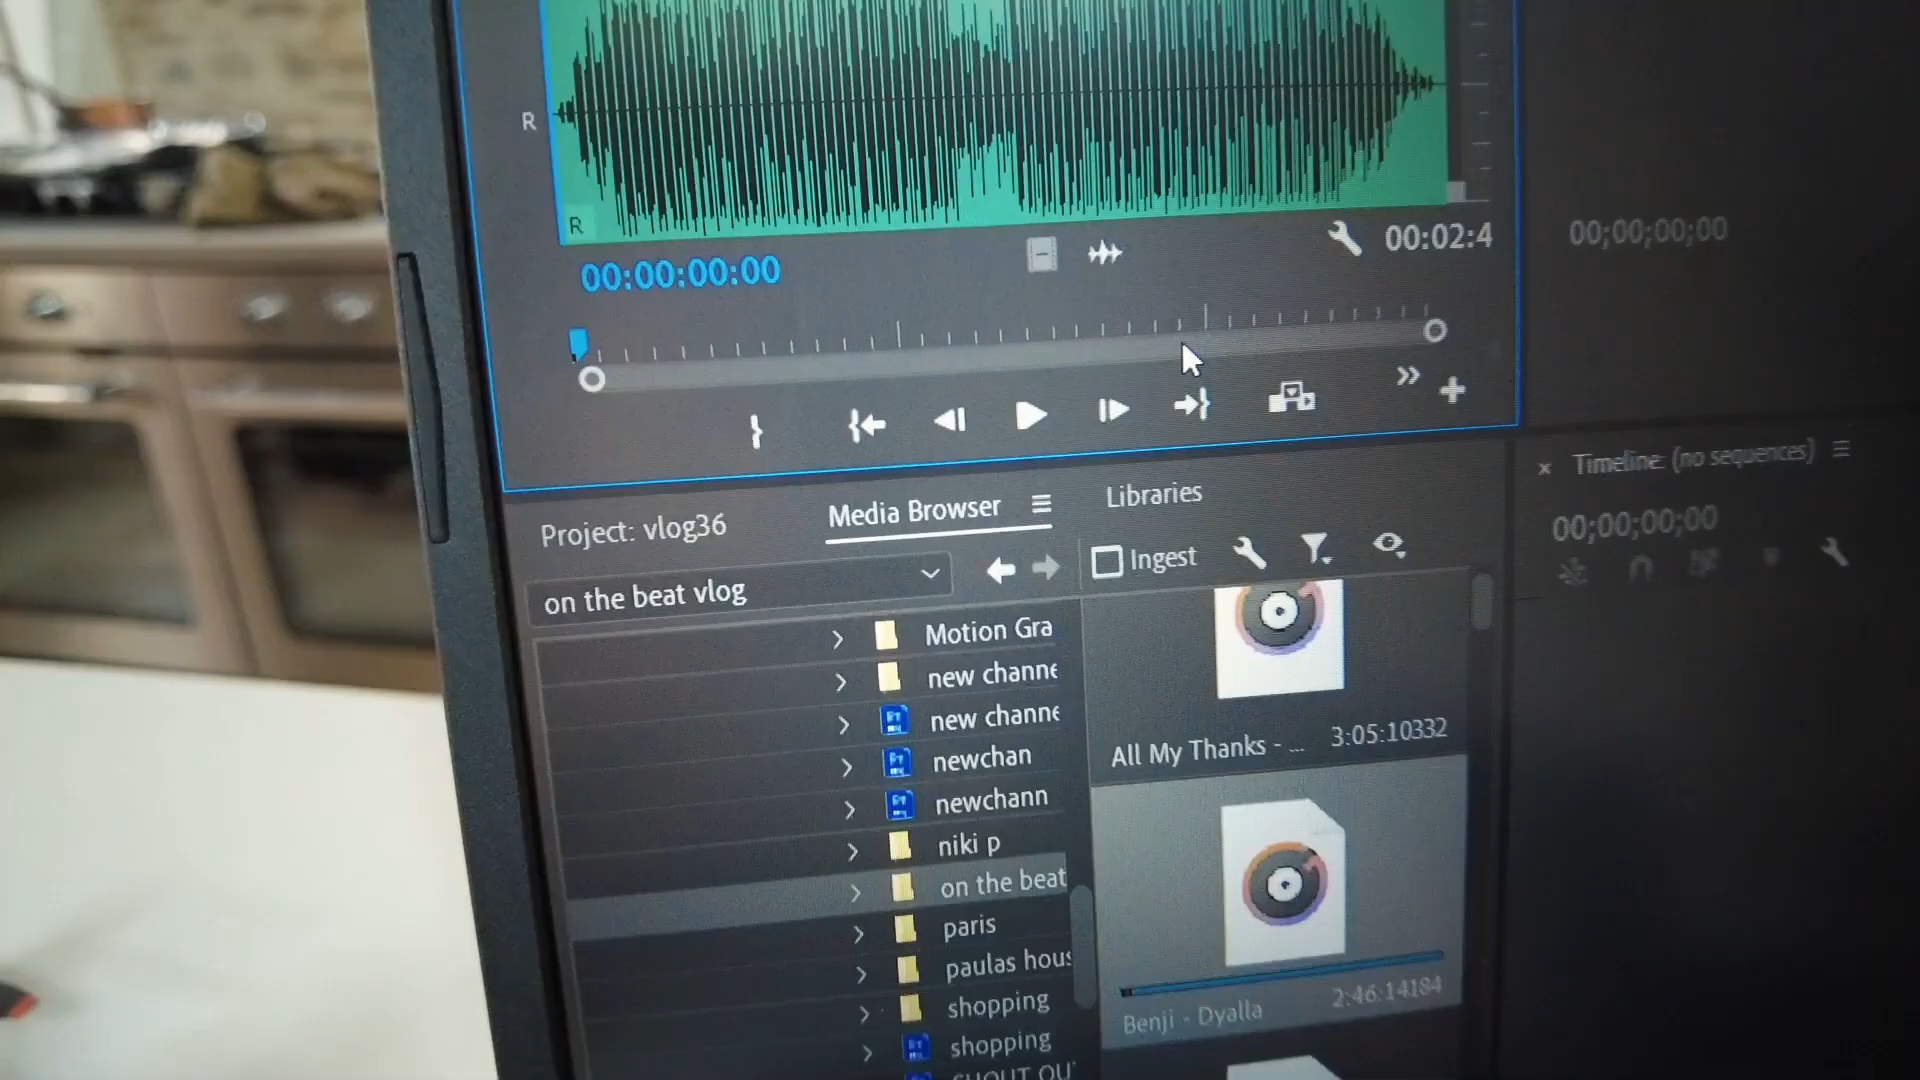 R
R
00:00:00:00
00:02:4
00;00;00;00
Project: vlog36
Media Browser
Libraries
Timeline: (no sequences)
00;00;00;00
on the beat vlog
Ingest
Motion Gra
new channe
new channe
newchan
newchann
niki p
on the beat
paris
paulas hous
shopping
shopping
SHOUT OU
All My Thanks - ...
3:05:10332
Benji - Dyalla
2:46:14184